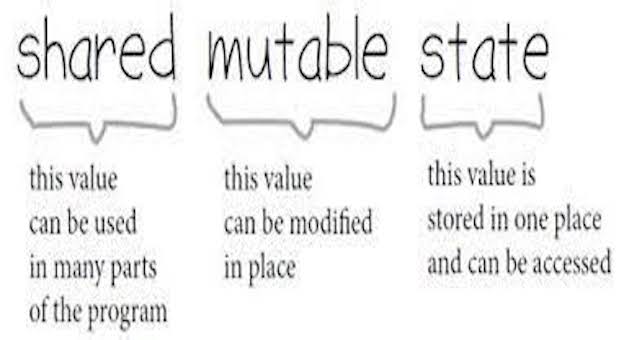 shared mutable state
this value
can be used
in many parts
of the program
this value
can be modified
in place
this value is
stored in one place
and can be accessed